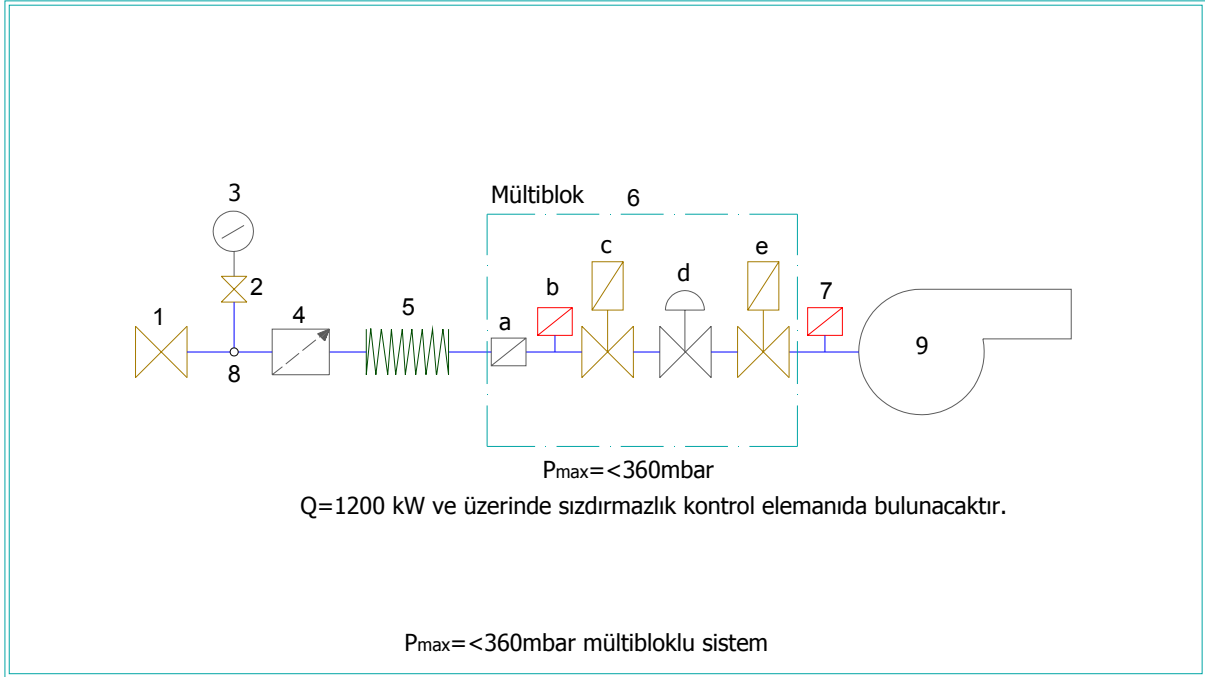 3
Mültiblok 6
c
e
d
2
b
7
1
4
5
a
9
8
Pmax=<360mbar
Q=1200 kW ve üzerinde sızdırmazlık kontrol elemanıda bulunacaktır.
Pmax=<360mbar mültibloklu sistem